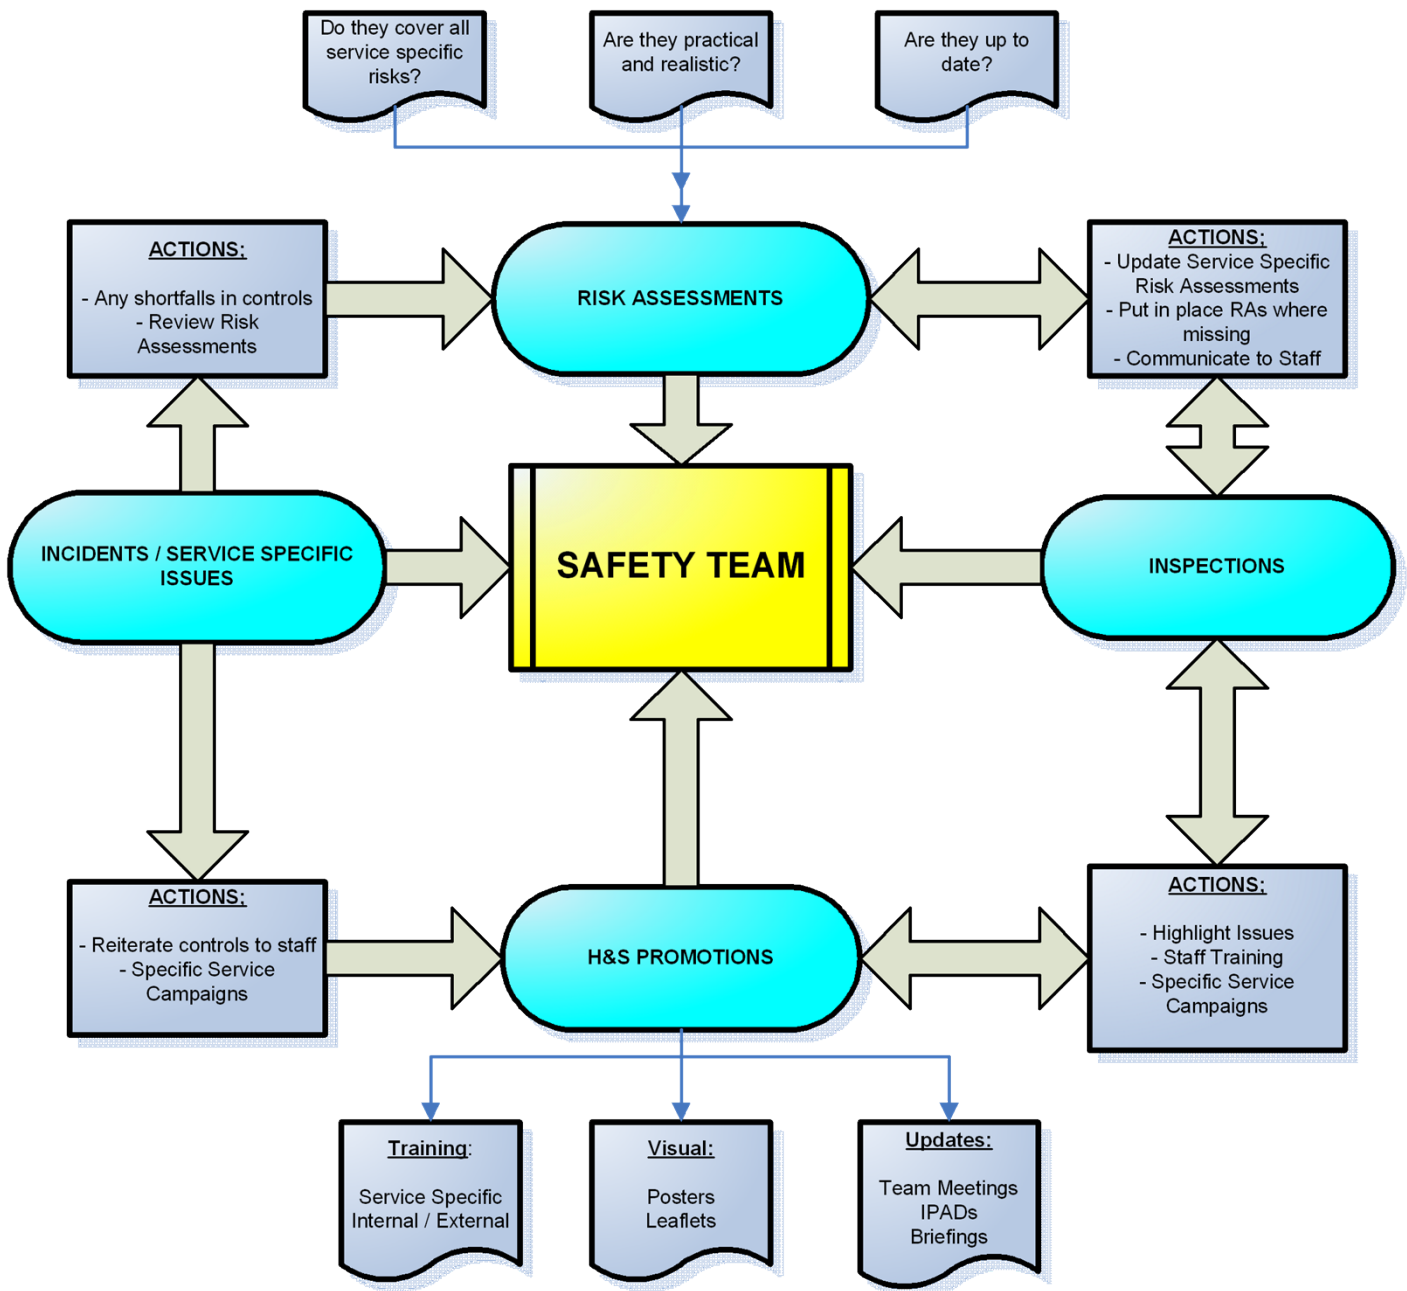 Do they cover all
service specific
risks?
Are they practical
and realistic?
Are they up to
date?
ACTIONS;
- Any shortfalls in controls
- Review Risk
Assessments
RISK ASSESSMENTS
ACTIONS;
- Update Service Specific
Risk Assessments
- Put in place RAs where
missing
- Communicate to Staff
INCIDENTS / SERVICE SPECIFIC
ISSUES
SAFETY TEAM
INSPECTIONS
ACTIONS;
- Reiterate controls to staff
- Specific Service
Campaigns
H&S PROMOTIONS
ACTIONS;
- Highlight Issues
- Staff Training
- Specific Service
Campaigns
Training:
Service Specific
Internal / External
Visual:
Posters
Leaflets
Updates:
Team Meetings
IPADs
Briefings